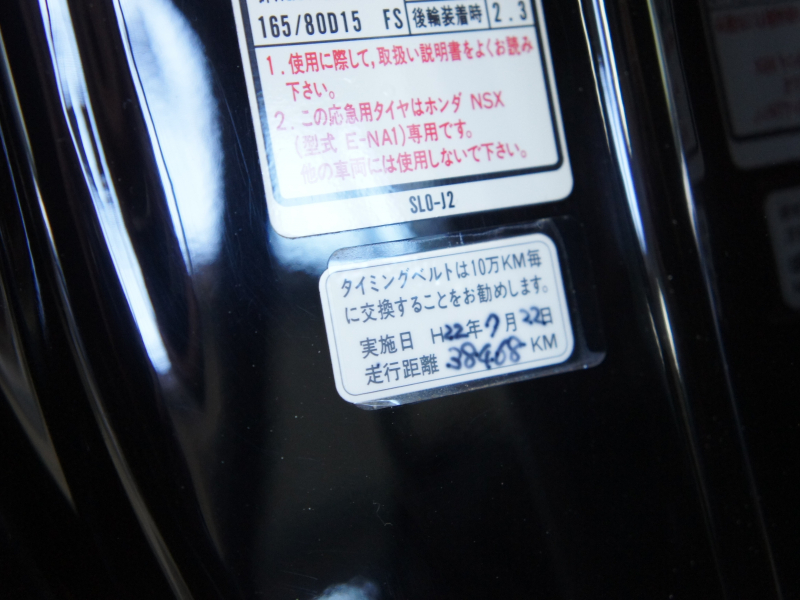 165/80D15 FS 後輪装着時 2.3
1. 使用に際して,取扱い説明書をよくお読み
下さい。
2. この応急用タイヤはホンダ NSX
(型式 E-NA1)専用です。
他の車両には使用しないで下さい。
SL0-J2
タイミングベルトは10万KM毎
に交換することをお勧めします。
実施日 H22年7月22日
走行距離 38408 KM